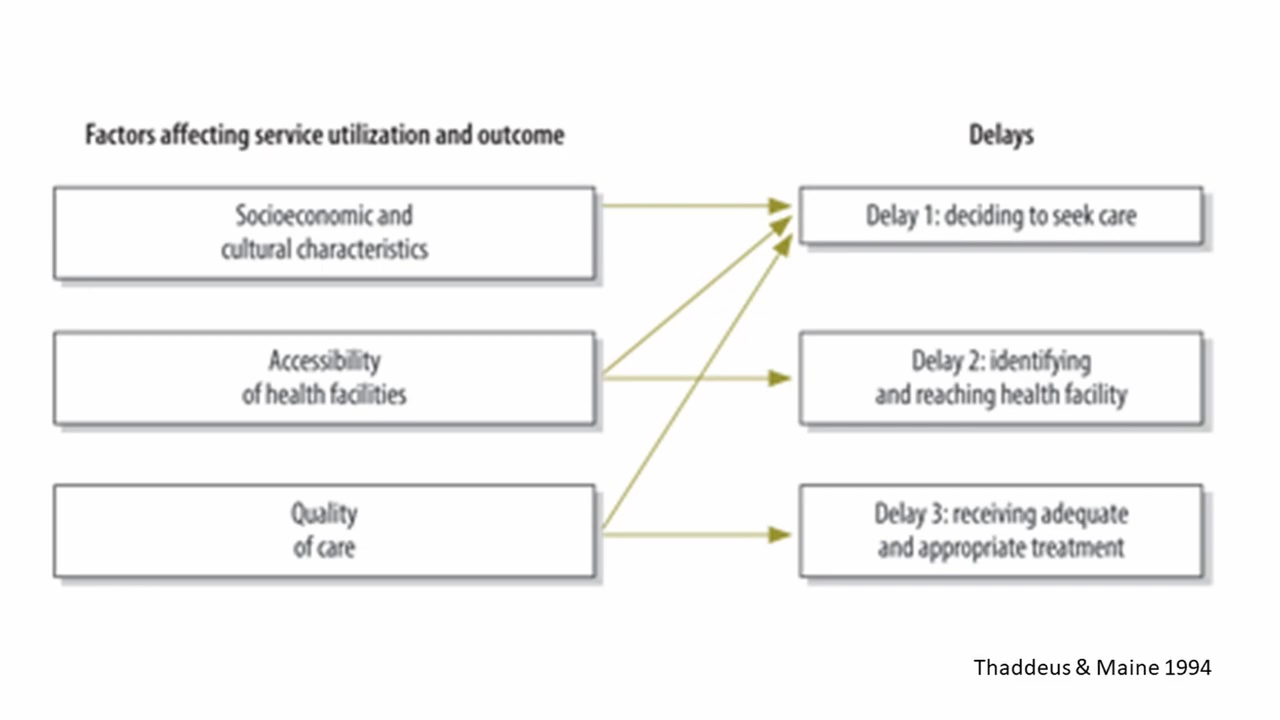 Factors affecting service utilization and outcome
Delays
Socioeconomic and
cultural characteristics
Delay 1: deciding to seek care
Accessibility
of health facilities
Delay 2: identifying
and reaching health facility
Quality
of care
Delay 3: receiving adequate
and appropriate treatment
Thaddeus & Maine 1994